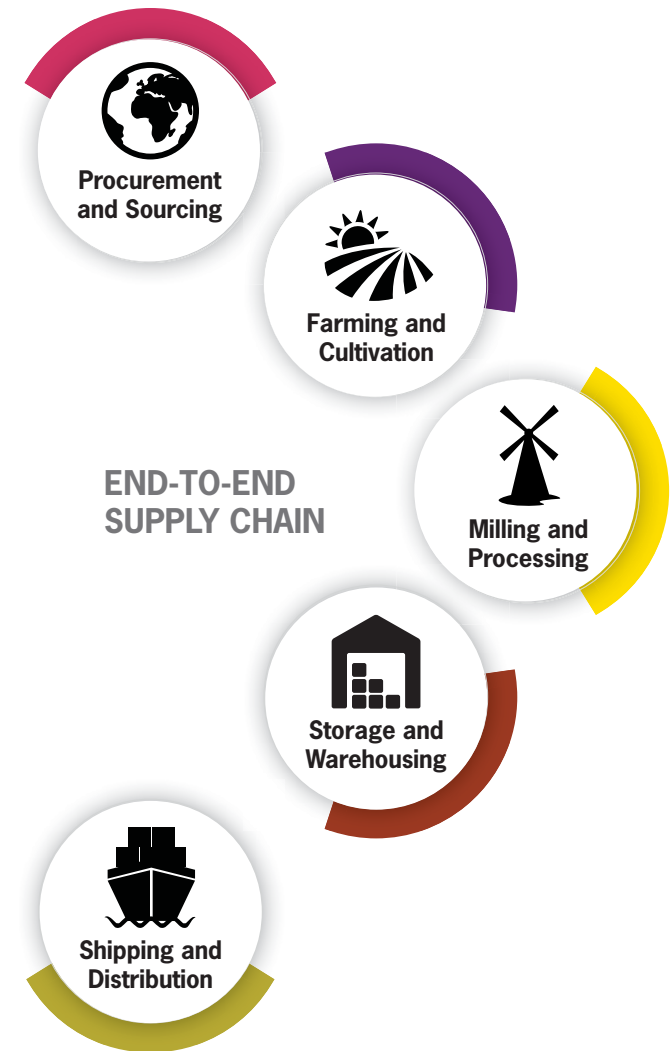 Procurement
and Sourcing
Farming and
Cultivation
END-TO-END
SUPPLY CHAIN
Milling and
Processing
Storage and
Warehousing
Shipping and
Distribution